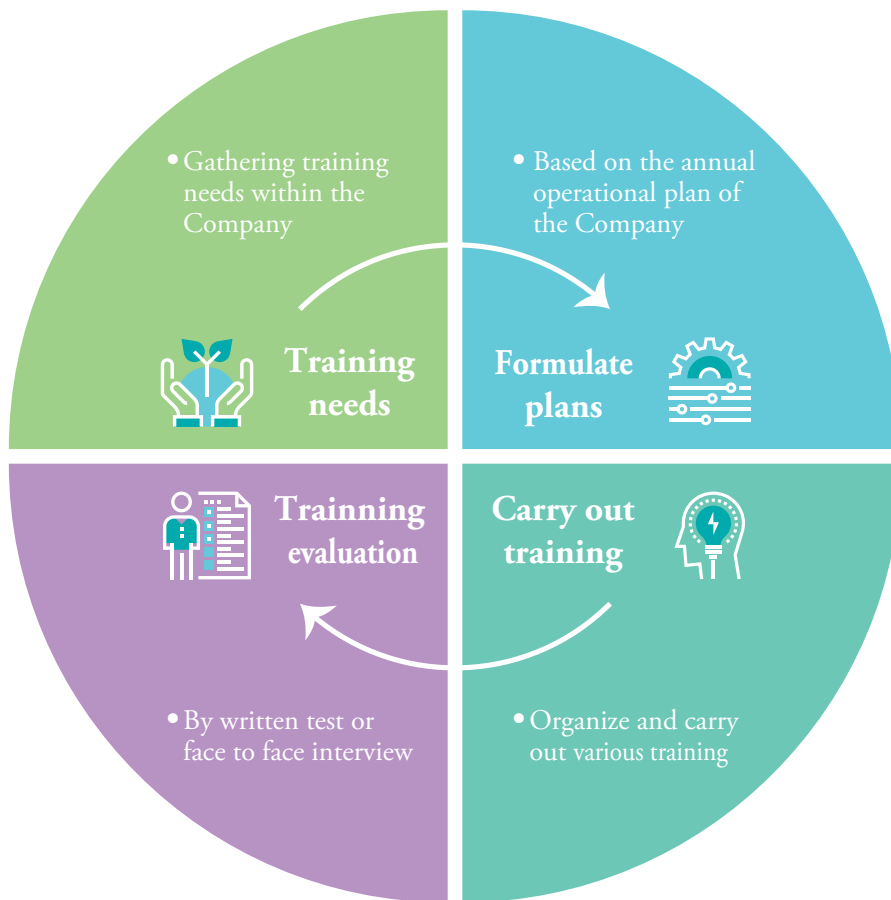 • Gathering training
needs within the
Company
Training
needs
• Based on the annual
operational plan of
the Company
Formulate
plans
Carry out
training
• Organize and carry
out various training
Trainning
evaluation
• By written test or
face to face interview